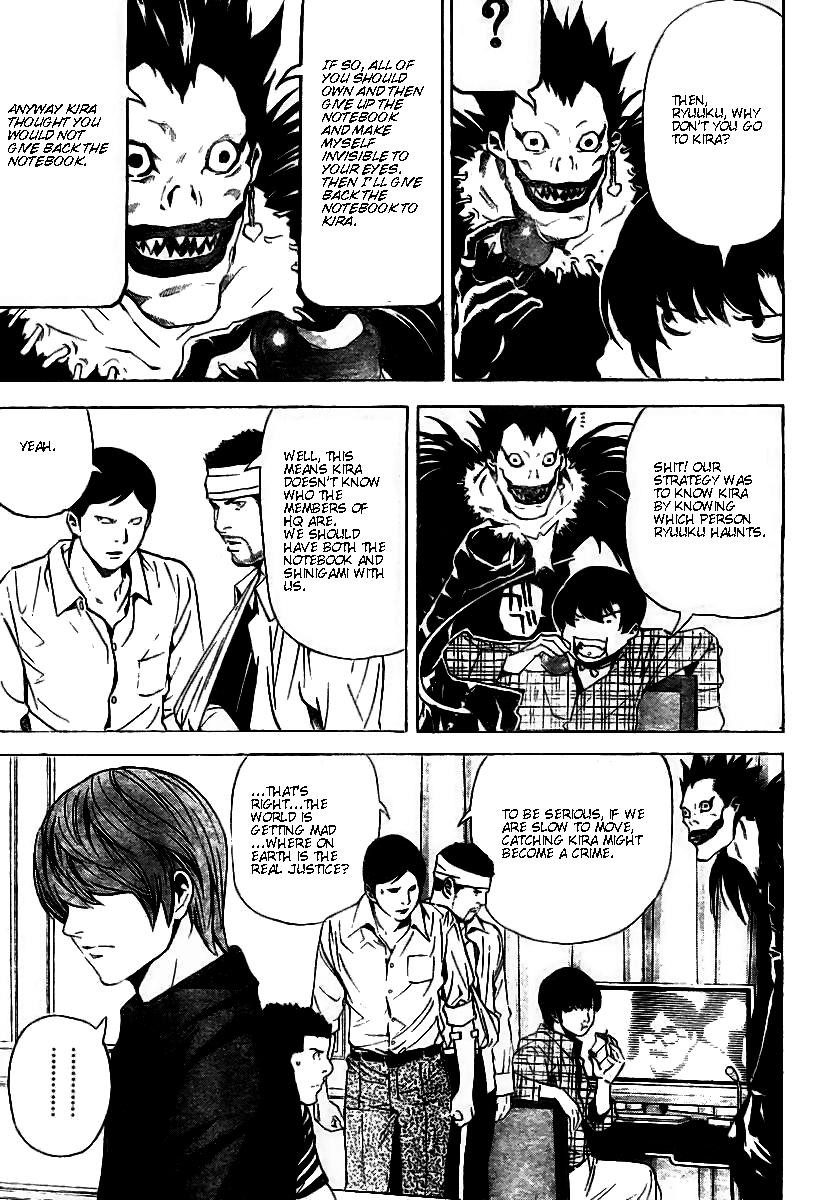 THEN,
RYUUKU, WHY
DON'T YOU GO
TO KIRA?
?
IF SO, ALL OF
YOU SHOULD
OWN AND THEN
GIVE UP THE
NOTEBOOK
AND MAKE
MYSELF
INVISIBLE TO
YOUR EYES.
THEN I'LL GIVE
BACK THE
NOTEBOOK TO
KIRA.
ANYWAY KIRA
THOUGHT YOU
WOULD NOT
GIVE BACK THE
NOTEBOOK.
SHIT! OUR
STRATEGY WAS
TO KNOW KIRA
BY KNOWING
WHICH PERSON
RYUUKU HAUNTS.
WELL, THIS
MEANS KIRA
DOESN'T KNOW
WHO THE
MEMBERS OF
HQ ARE.
WE SHOULD
HAVE BOTH THE
NOTEBOOK AND
SHINIGAMI WITH
US.
YEAH.
TO BE SERIOUS, IF WE
ARE SLOW TO MOVE,
CATCHING KIRA MIGHT
BECOME A CRIME.
...THAT'S
RIGHT...THE
WORLD IS
GETTING MAD
...WHERE ON
EARTH IS THE
REAL JUSTICE?